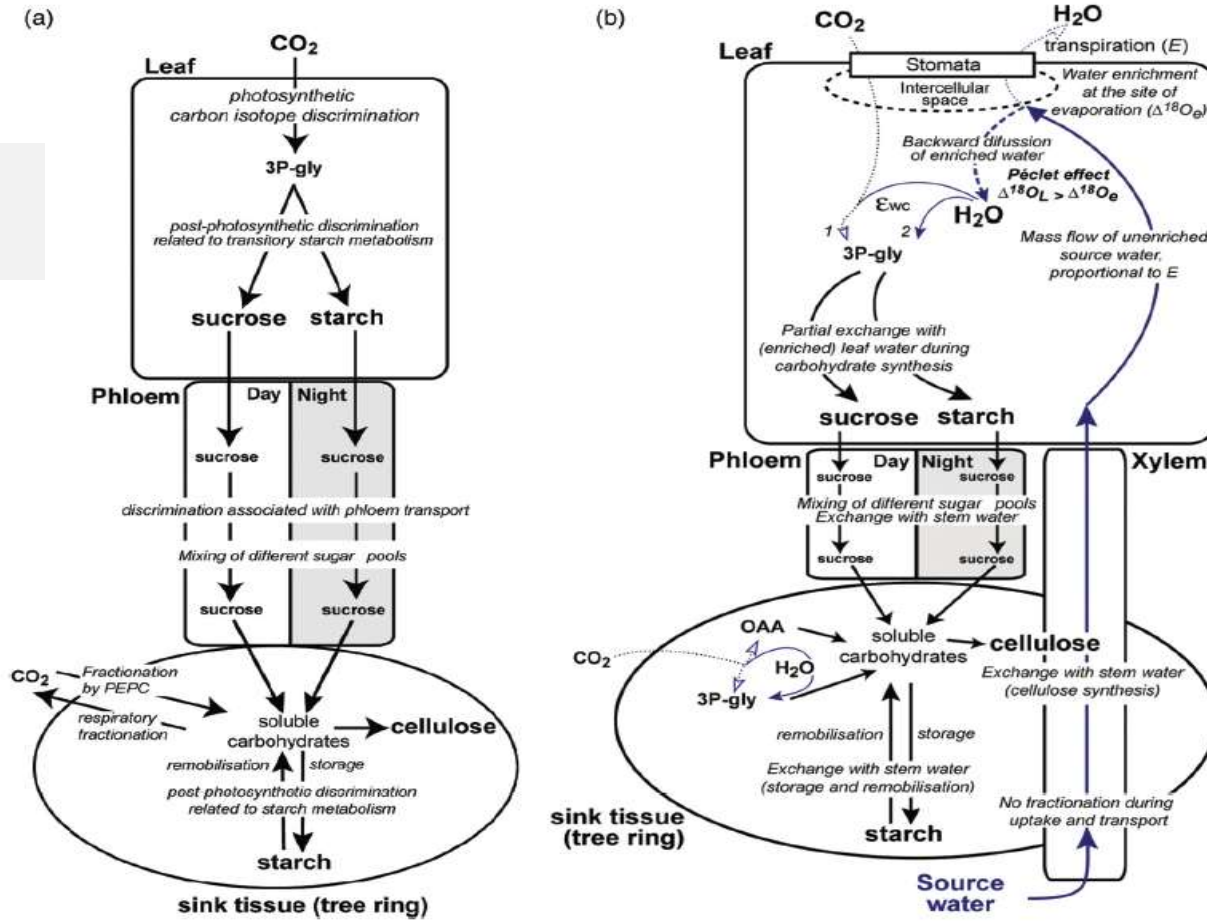 (a)
CO₂
Leaf
photosynthetic
carbon isotope discrimination
3P-gly
post-photosynthetic discrimination
related to transitory starch metabolism
sucrose starch
Phloem Day Night
sucrose sucrose
discrimination associated with phloem transport
Mixing of different sugar pools
sucrose sucrose
CO₂ Fractionation
by PEPC
respiratory
fractionation
soluble
carbohydrates
cellulose
remobilisation storage
post photosynthetic discrimination
related to starch metabolism
starch
sink tissue (tree ring)
(b)
CO₂
H₂O
transpiration (E)
Leaf
Stomata
Intercellular
space
Water enrichment
at the site of
evaporation (Δ¹⁸Oₑ)
Backward difussion
of enriched water
Péclet effect
Δ¹⁸O_L > Δ¹⁸Oₑ
εwc
H₂O
1 2
3P-gly
Mass flow of unenriched
source water,
proportional to E
Partial exchange with
(enriched) leaf water during
carbohydrate synthesis
sucrose starch
Phloem Day Night Xylem
sucrose sucrose
Mixing of different sugar pools
Exchange with stem water
sucrose sucrose
OAA
CO₂
H₂O
3P-gly
soluble
carbohydrates
cellulose
Exchange with stem water
(cellulose synthesis)
remobilisation storage
Exchange with stem water
(storage and remobilisation)
starch
sink tissue
(tree ring)
No fractionation during
uptake and transport
Source
water